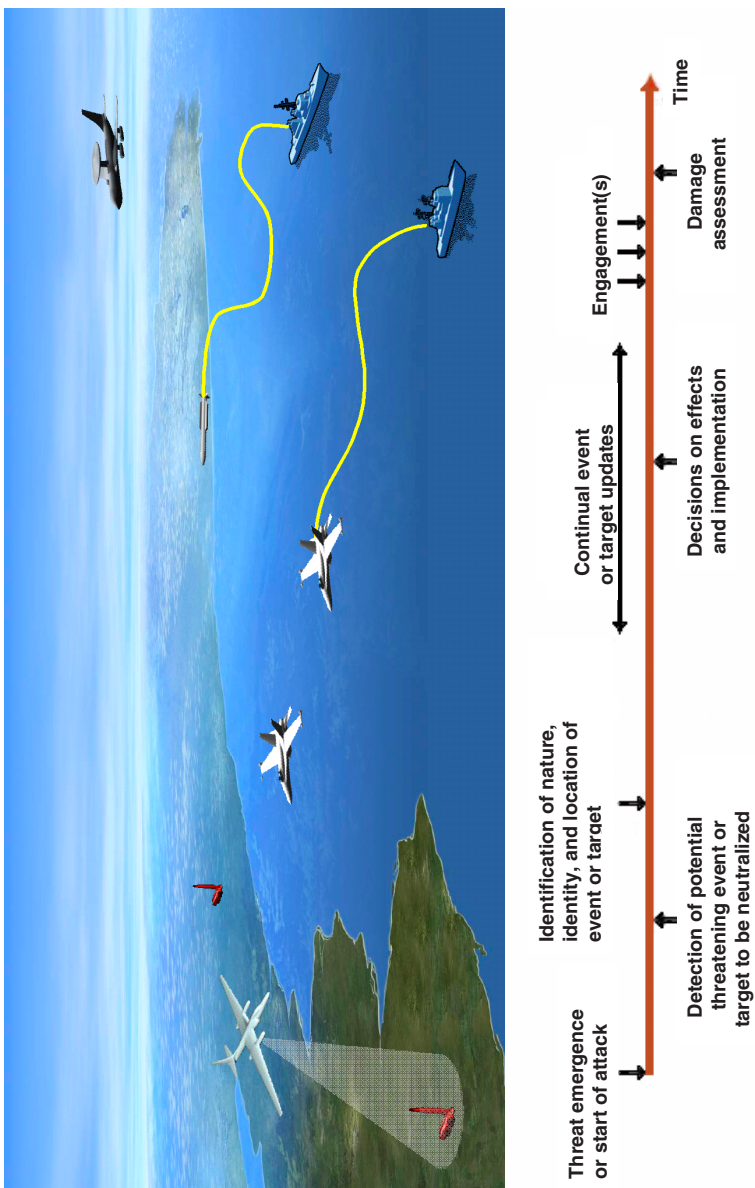 Threat emergence
or start of attack
Identification of nature,
identity, and location of
event or target
Continual event
or target updates
Engagement(s)
Time
Detection of potential
threatening event or
target to be neutralized
Decisions on effects
and implementation
Damage
assessment